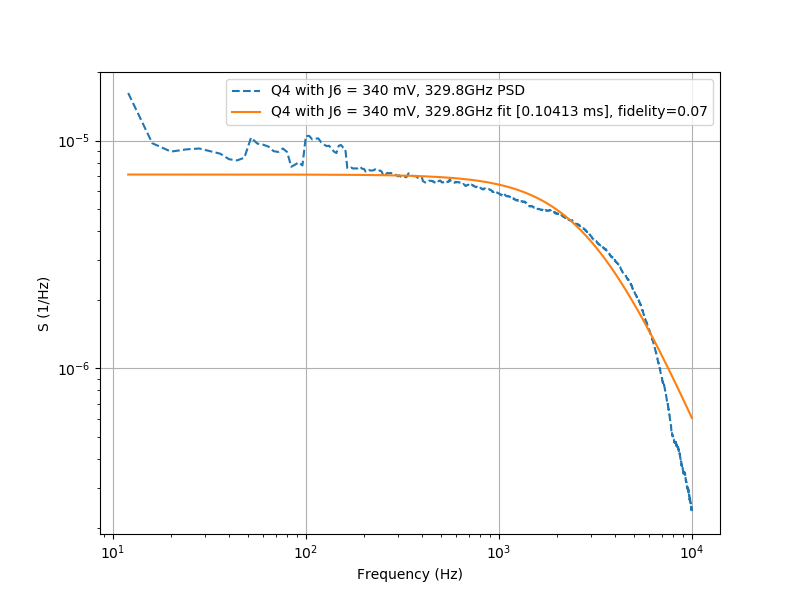 Q4 with J6 = 340 mV, 329.8GHz PSD
Q4 with J6 = 340 mV, 329.8GHz fit [0.10413 ms], fidelity=0.07
S (1/Hz)
10⁻⁵
10⁻⁶
10¹ 10² 10³ 10⁴
Frequency (Hz)